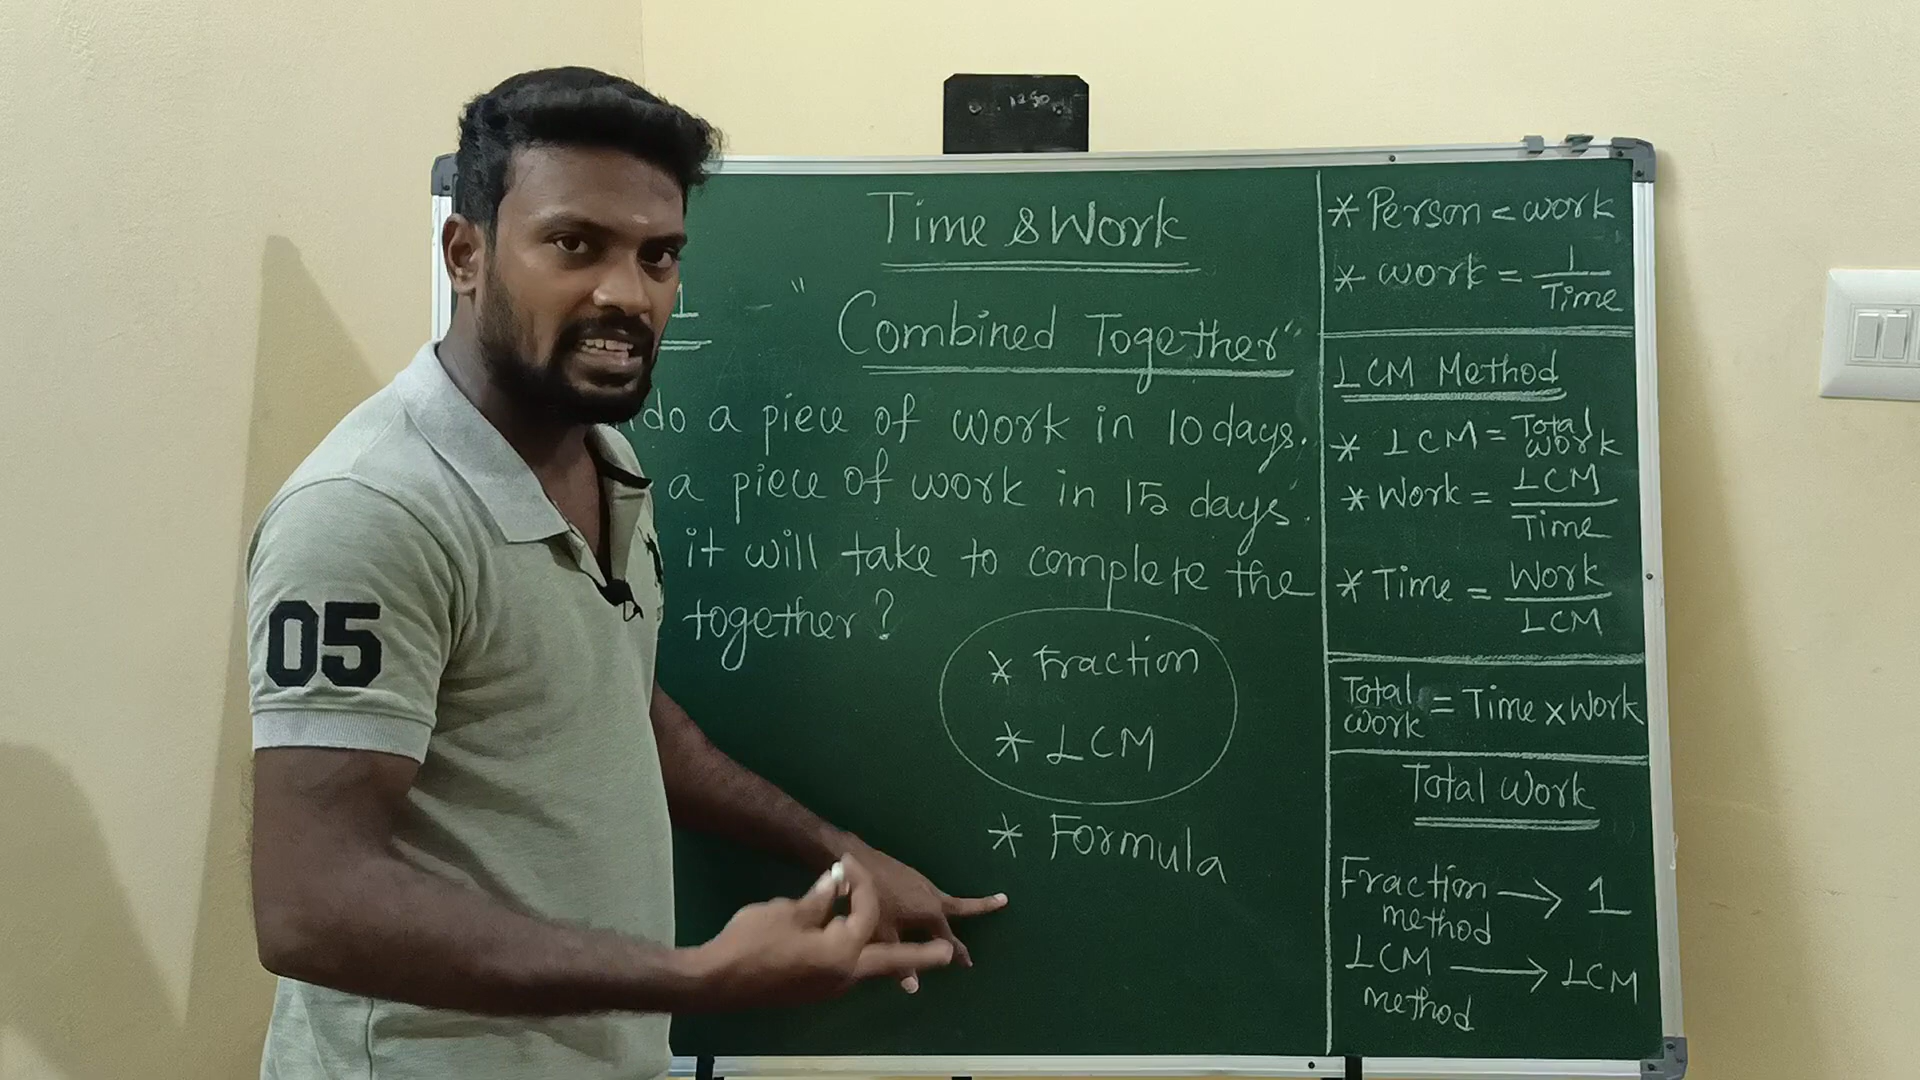 1250
Time & Work
1 - "Combined Together"
do a piece of work in 10 days.
a piece of work in 15 days.
it will take to complete the
together?
* Fraction
* LCM
* Formula
* Person = work
* work = 1/Time
LCM Method
* LCM = Total work
* Work = LCM/Time
* Time = Work/LCM
Total work = Time x Work
Total Work
Fraction method → 1
LCM method → LCM
05